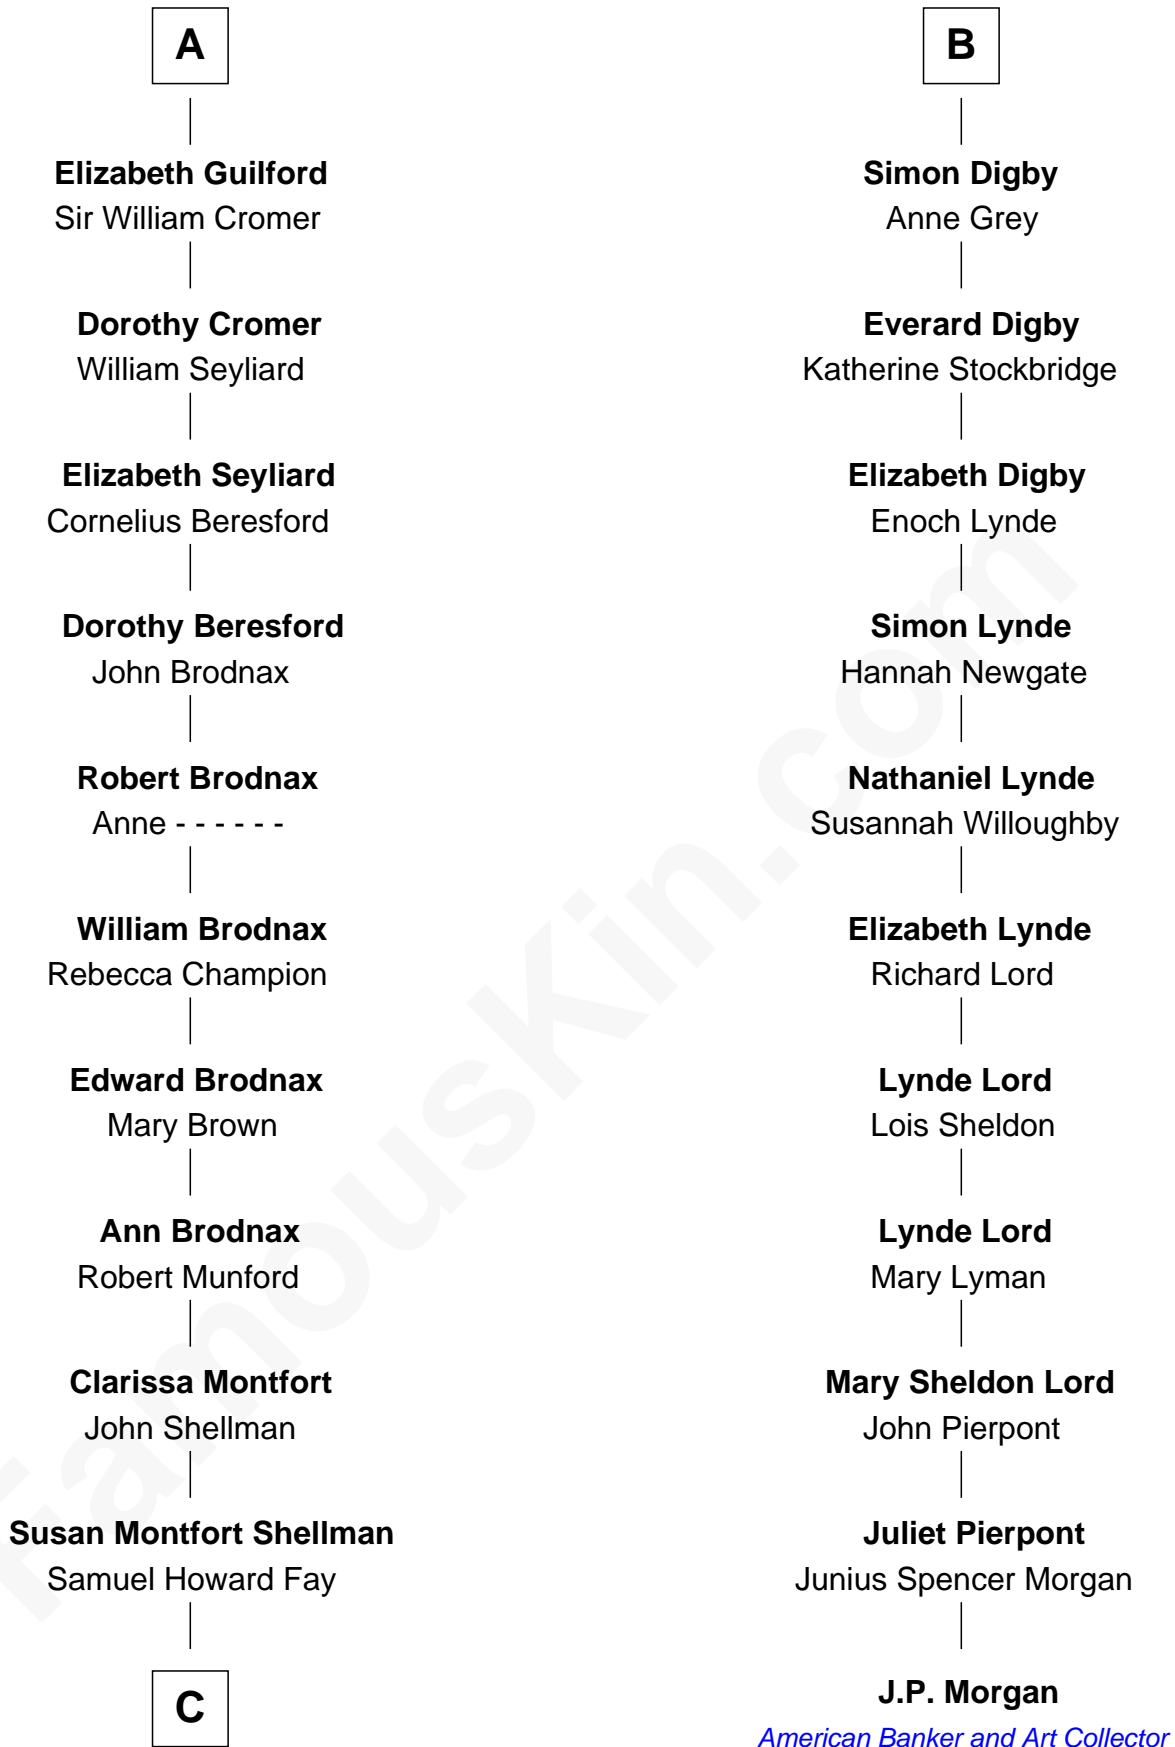 A
Elizabeth Guilford
Sir William Cromer
Dorothy Cromer
William Seyliard
Elizabeth Seyliard
Cornelius Beresford
Dorothy Beresford
John Brodnax
Robert Brodnax
Anne - - - - - -
William Brodnax
Rebecca Champion
Edward Brodnax
Mary Brown
Ann Brodnax
Robert Munford
Clarissa Montfort
John Shellman
Susan Montfort Shellman
Samuel Howard Fay
C
B
Simon Digby
Anne Grey
Everard Digby
Katherine Stockbridge
Elizabeth Digby
Enoch Lynde
Simon Lynde
Hannah Newgate
Nathaniel Lynde
Susannah Willoughby
Elizabeth Lynde
Richard Lord
Lynde Lord
Lois Sheldon
Lynde Lord
Mary Lyman
Mary Sheldon Lord
John Pierpont
Juliet Pierpont
Junius Spencer Morgan
J.P. Morgan
American Banker and Art Collector
FamousKin.com